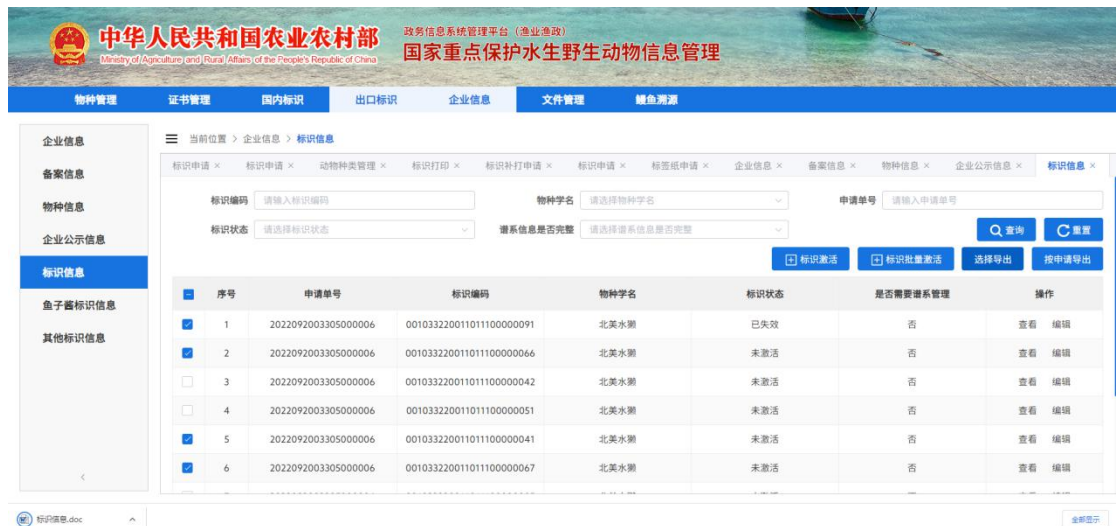 中华人民共和国农业农村部
Ministry of Agriculture and Rural Affairs of the People's Republic of China
政务信息系统管理平台（渔业渔政）
国家重点保护水生野生动物信息管理
物种管理 证书管理 国内标识 出口标识 企业信息 文件管理 鳗鱼溯源
企业信息
备案信息
物种信息
企业公示信息
标识信息
鱼子酱标识信息
其他标识信息
当前位置 > 企业信息 > 标识信息
标识申请 × 标识申请 × 动物种类管理 × 标识打印 × 标识补打申请 × 标识申请 × 标签纸申请 × 企业信息 × 备案信息 × 物种信息 × 企业公示信息 × 标识信息 ×
标识编码 请输入标识编码 物种学名 请选择物种学名 申请单号 请输入申请单号
标识状态 请选择标识状态 谱系信息是否完整 请选择谱系信息是否完整 查询 重置
标识激活 标识批量激活 选择导出 按申请导出
序号 申请单号 标识编码 物种学名 标识状态 是否需要谱系管理 操作
1 2022092003305000006 001033220011011100000091 北美水獭 已失效 否 查看 编辑
2 2022092003305000006 001033220011011100000066 北美水獭 未激活 否 查看 编辑
3 2022092003305000006 001033220011011100000042 北美水獭 未激活 否 查看 编辑
4 2022092003305000006 001033220011011100000051 北美水獭 未激活 否 查看 编辑
5 2022092003305000006 001033220011011100000041 北美水獭 未激活 否 查看 编辑
6 2022092003305000006 001033220011011100000067 北美水獭 未激活 否 查看 编辑
标识信息.doc 全部显示